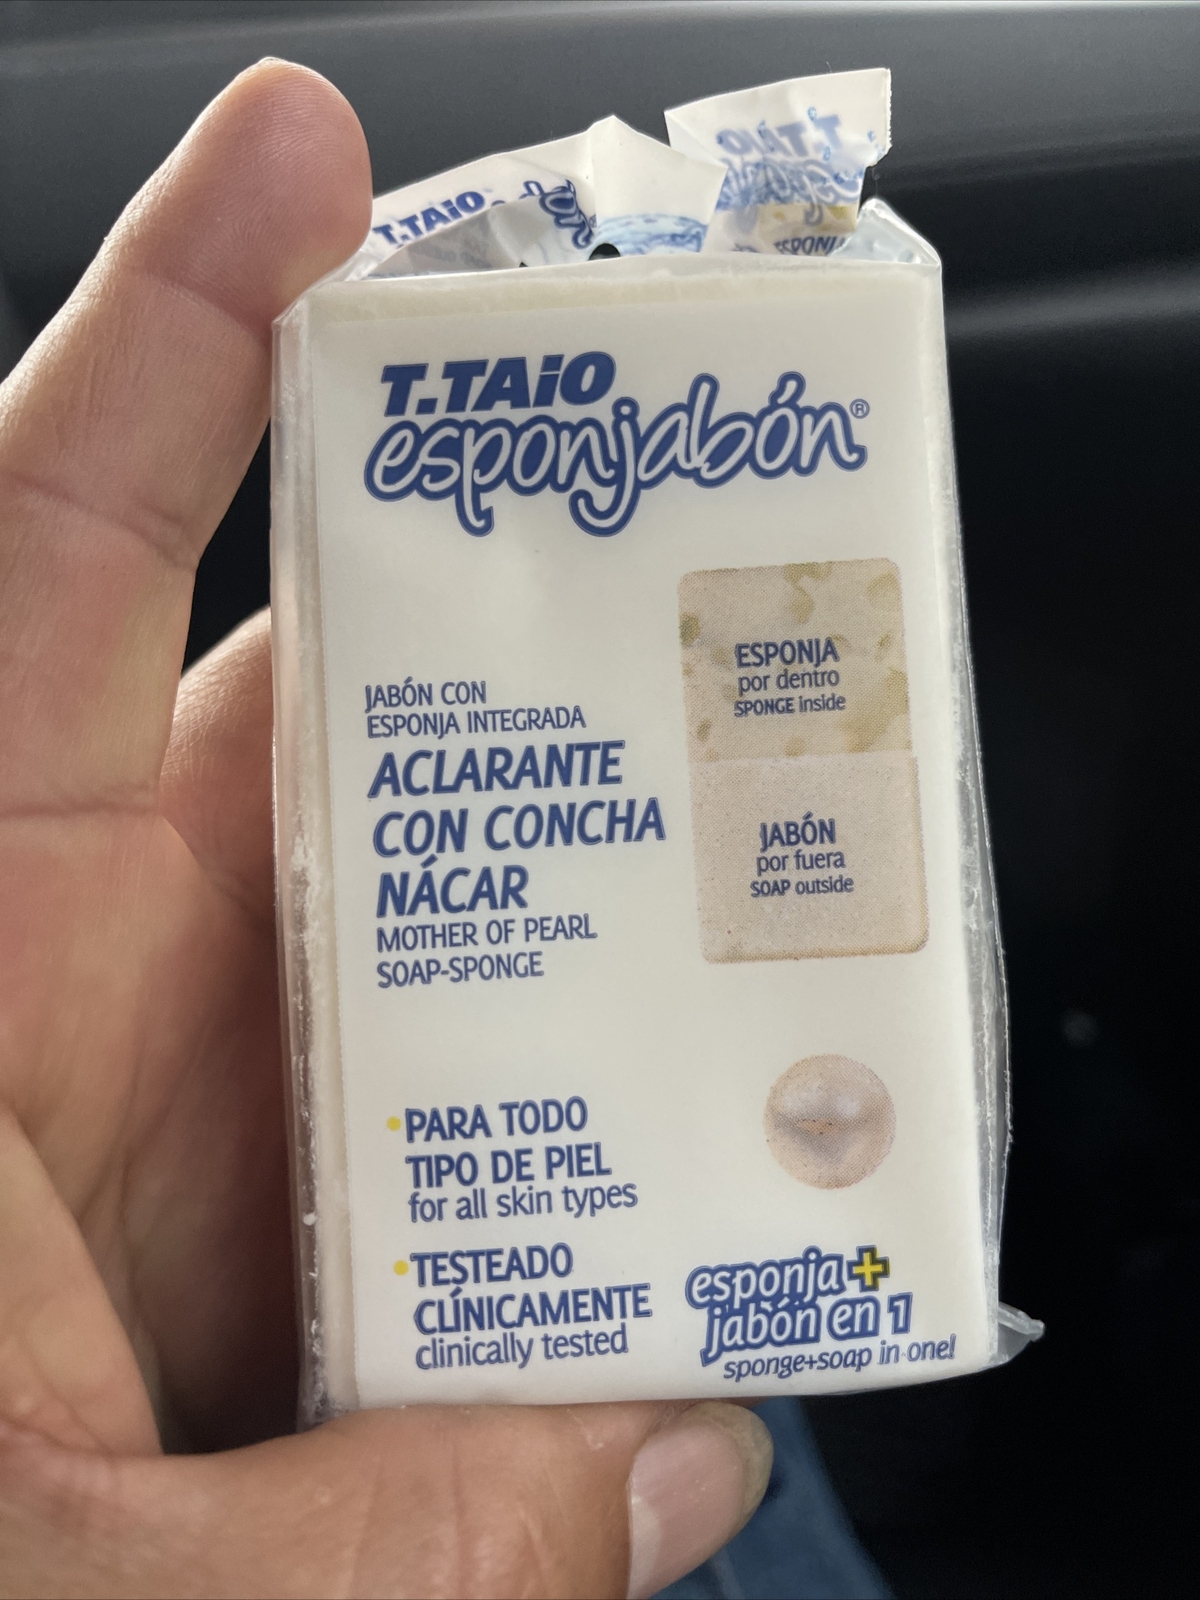 T.TAiO
T.TAiO
ESPONJA
T.TAiO
esponjabón®
JABÓN CON
ESPONJA INTEGRADA
ACLARANTE
CON CONCHA
NÁCAR
MOTHER OF PEARL
SOAP-SPONGE
ESPONJA
por dentro
SPONGE inside
JABÓN
por fuera
SOAP outside
•PARA TODO
TIPO DE PIEL
for all skin types
•TESTEADO
CLÍNICAMENTE
clinically tested
esponja+
jabón en 1
sponge+soap in one!